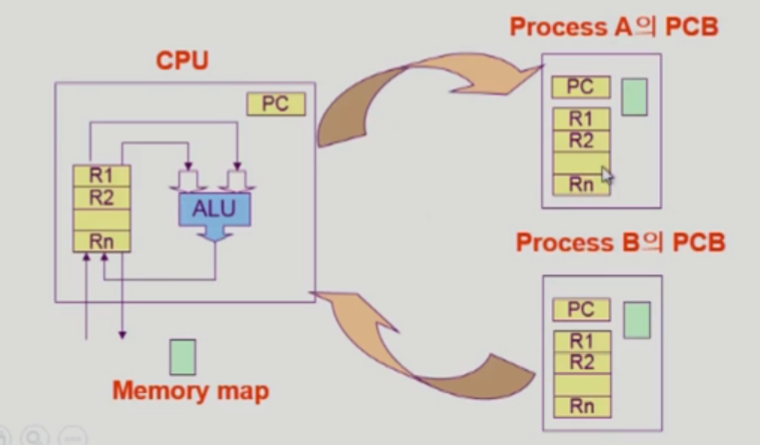 Process A의 PCB
CPU
PC
PC
R1
R2
Rn
R1
R2
Rn
ALU
Process B의 PCB
PC
R1
R2
Rn
Memory map